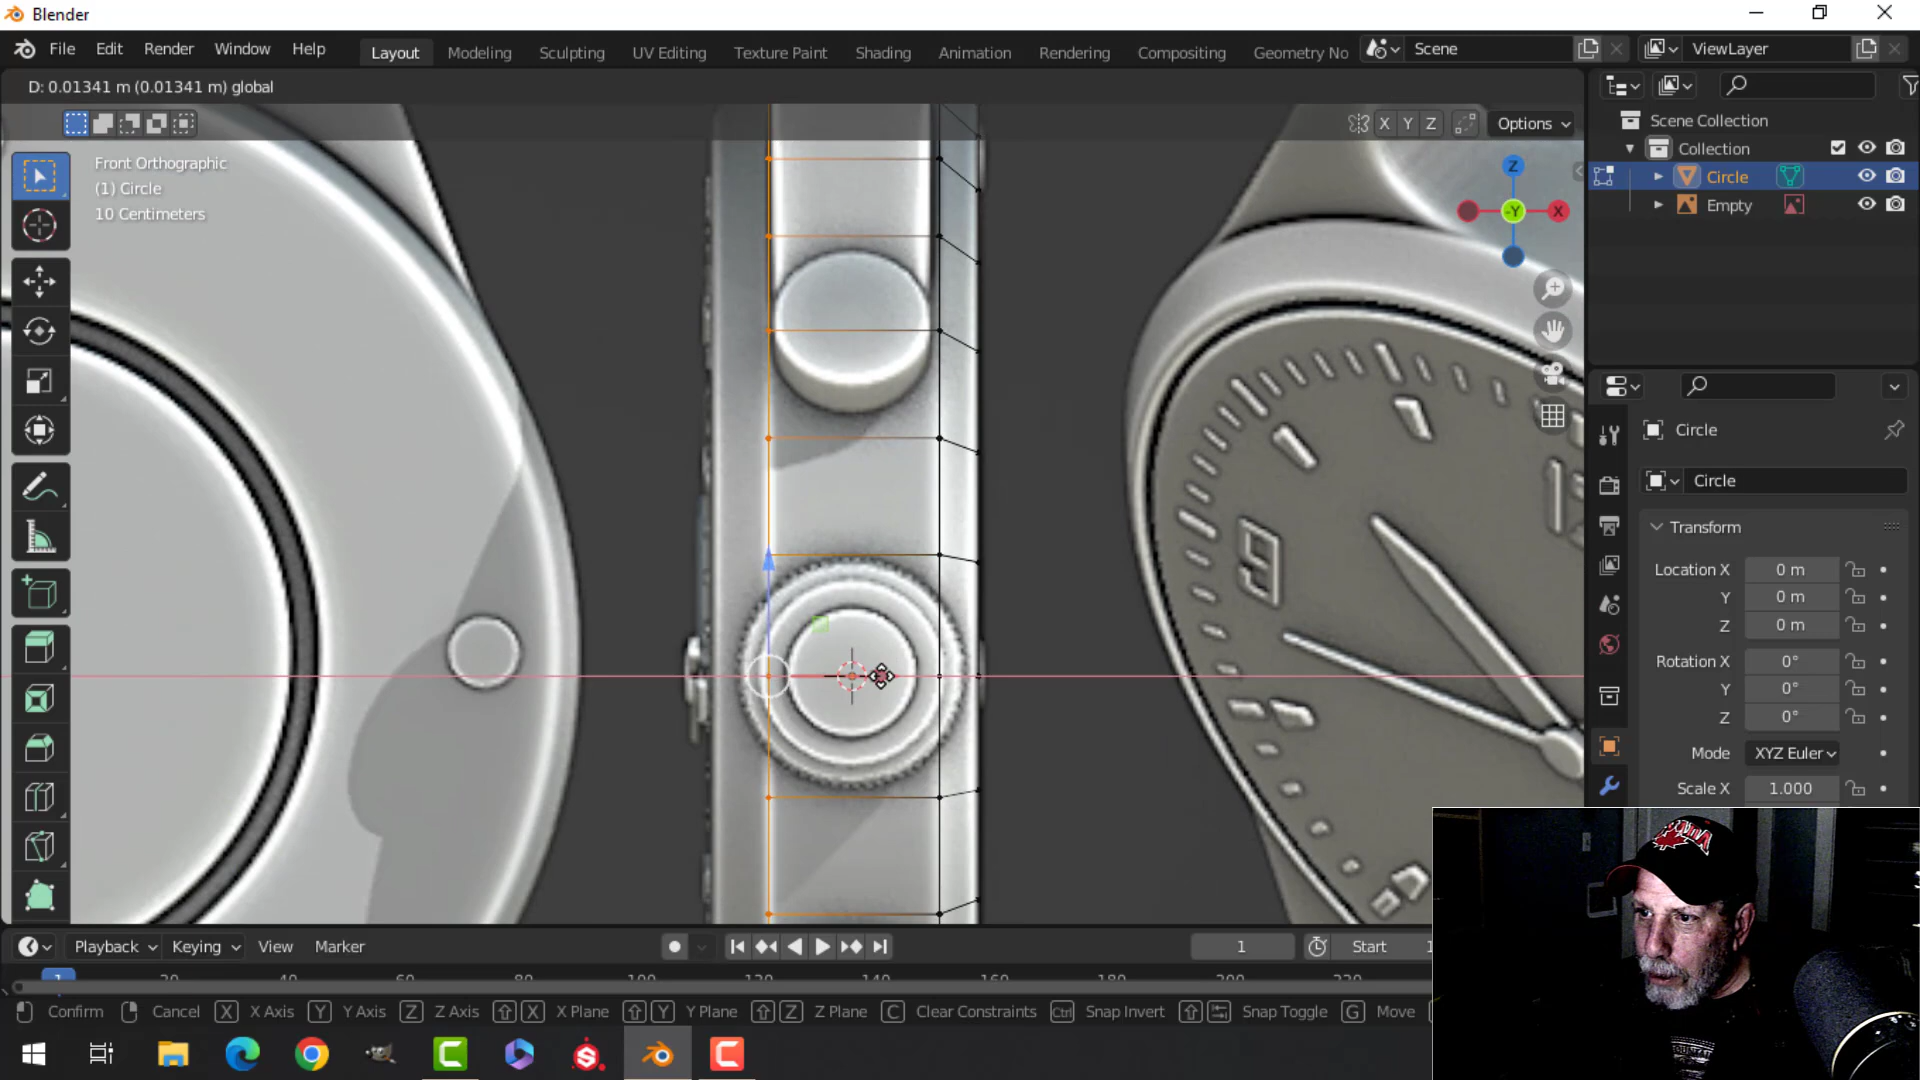 Blender
File Edit Render Window Help Layout Modeling Sculpting UV Editing Texture Paint Shading Animation Rendering Compositing Geometry No Scene ViewLayer
D: 0.01341 m (0.01341 m) global
X Y Z Options
Front Orthographic
(1) Circle
10 Centimeters
Z
-Y
X
Scene Collection
Collection
Circle
Empty
Circle
Circle
Transform
Location X 0 m
Y 0 m
Z 0 m
Rotation X 0°
Y 0°
Z 0°
Mode XYZ Euler
Scale X 1.000
9
Playback Keying View Marker 1 Start
1
Confirm Cancel X X Axis Y Y Axis Z Z Axis X X Plane Y Y Plane Z Z Plane C Clear Constraints Ctrl Snap Invert Snap Toggle G Move